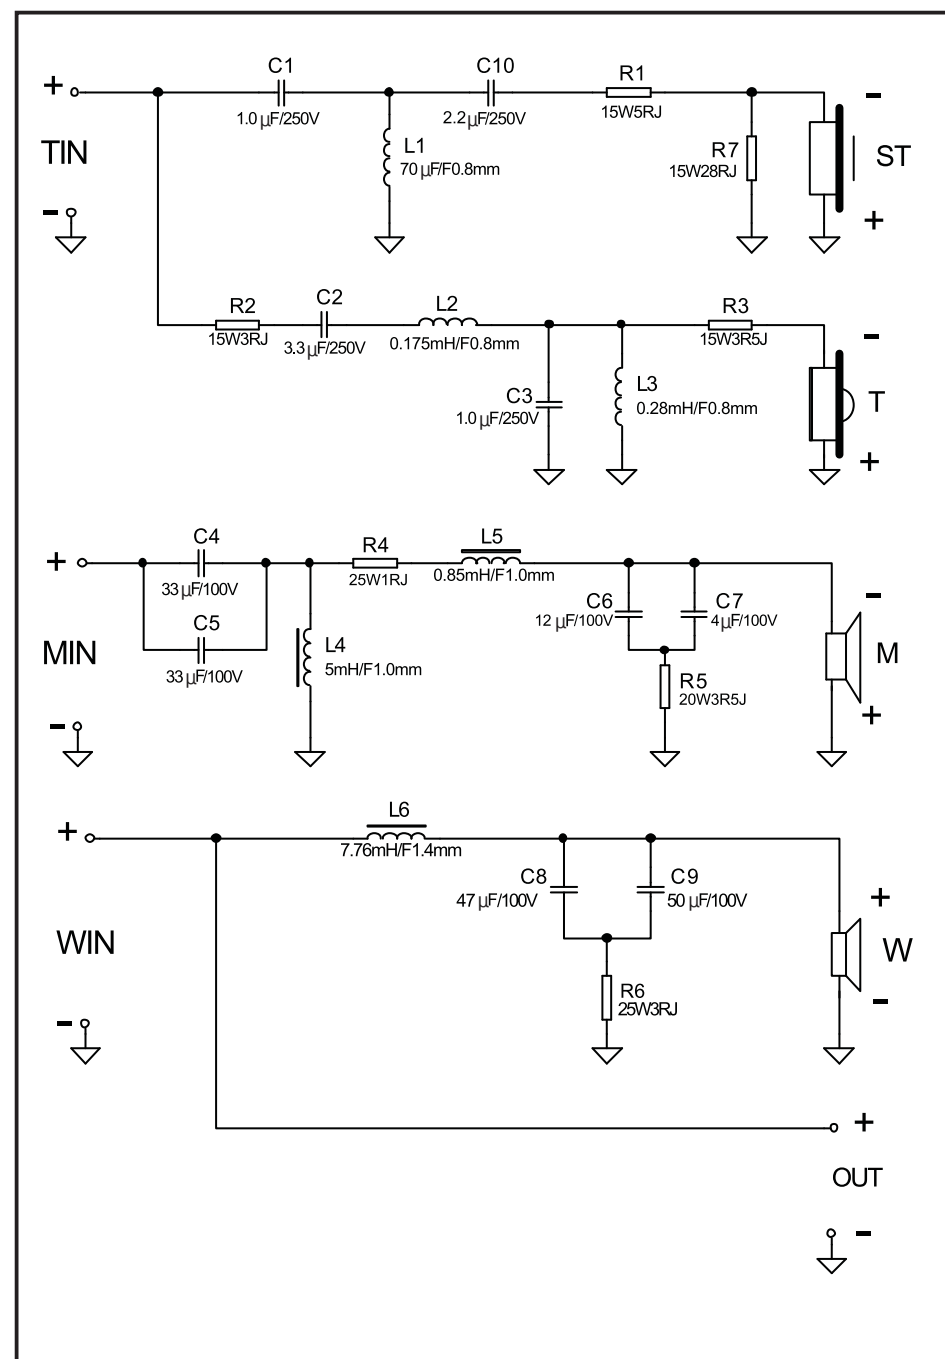 C1
C10
R1
+
1.0 μF/250V
2.2 μF/250V
15W5RJ
-
TIN
L1
70 μF/F0.8mm
R7
15W28RJ
ST
-
+
R2
C2
L2
R3
15W3RJ
3.3 μF/250V
0.175mH/F0.8mm
15W3R5J
-
C3
1.0 μF/250V
L3
0.28mH/F0.8mm
T
+
C4
R4
L5
+
33 μF/100V
25W1RJ
0.85mH/F1.0mm
C5
33 μF/100V
MIN
L4
5mH/F1.0mm
C6
12 μF/100V
C7
4 μF/100V
-
M
R5
20W3R5J
+
-
L6
+
7.76mH/F1.4mm
C8
47 μF/100V
C9
50 μF/100V
+
WIN
W
R6
25W3RJ
-
-
+
OUT
-